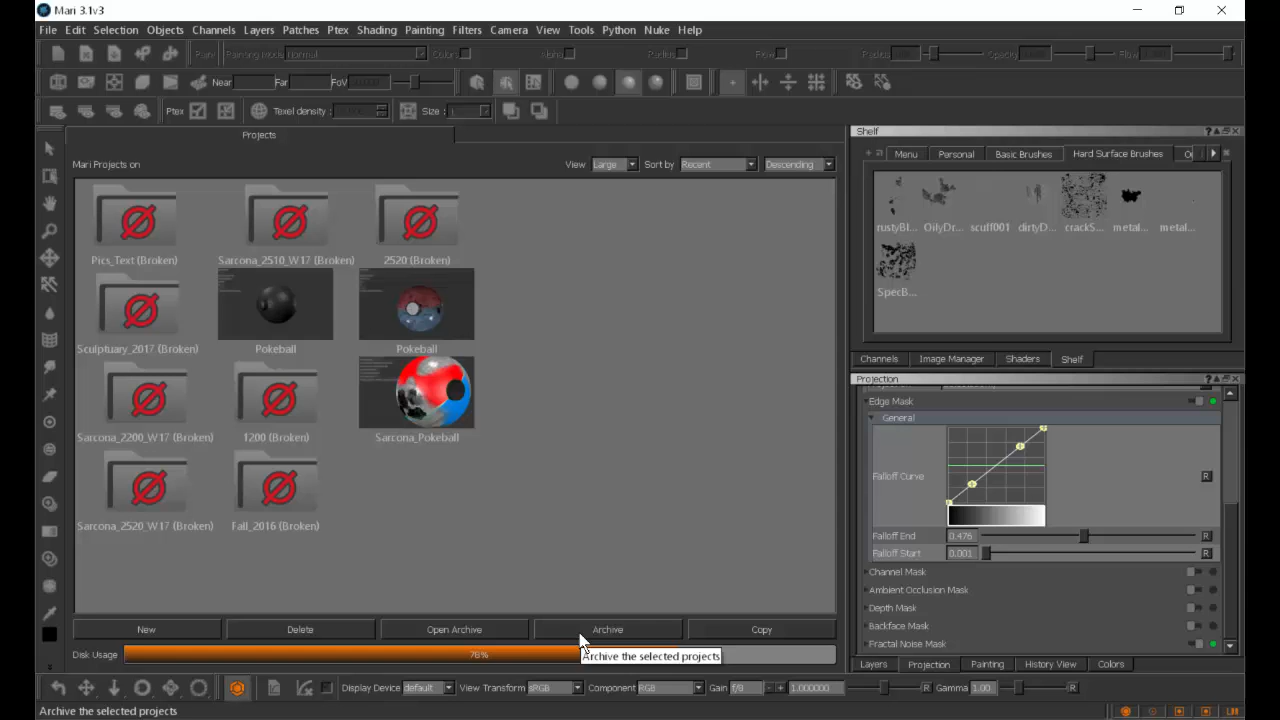 Mari 3.1v3
File Edit Selection Objects Channels Layers Patches Ptex Shading Painting Filters Camera View Tools Python Nuke Help
Near Far FoV
Ptex Texel density : Size :
Projects
Mari Projects on View Large Sort by Recent Descending
Pics_Text (Broken) Sarcona_2510_W17 (Broken) 2520 (Broken)
Sculptuary_2017 (Broken) Pokeball Pokeball
Sarcona_2200_W17 (Broken) 1200 (Broken) Sarcona_Pokeball
Sarcona_2520_W17 (Broken) Fall_2016 (Broken)
New Delete Open Archive Archive Copy
Disk Usage 78%
Archive the selected projects
Shelf
Menu Personal Basic Brushes Hard Surface Brushes
rustyBl... OilyDr... scuff001 dirtyD... crackS... metal... metal...
SpecB...
Channels Image Manager Shaders Shelf
Projection
Edge Mask
General
Falloff Curve R
Falloff End 0.476 R
Falloff Start 0.001 R
Channel Mask
Ambient Occlusion Mask
Depth Mask
Backface Mask
Fractal Noise Mask
Layers Projection Painting History View Colors
Display Device default View Transform sRGB Component RGB Gain f/8 1.000000 R Gamma 1.00 R
Archive the selected projects